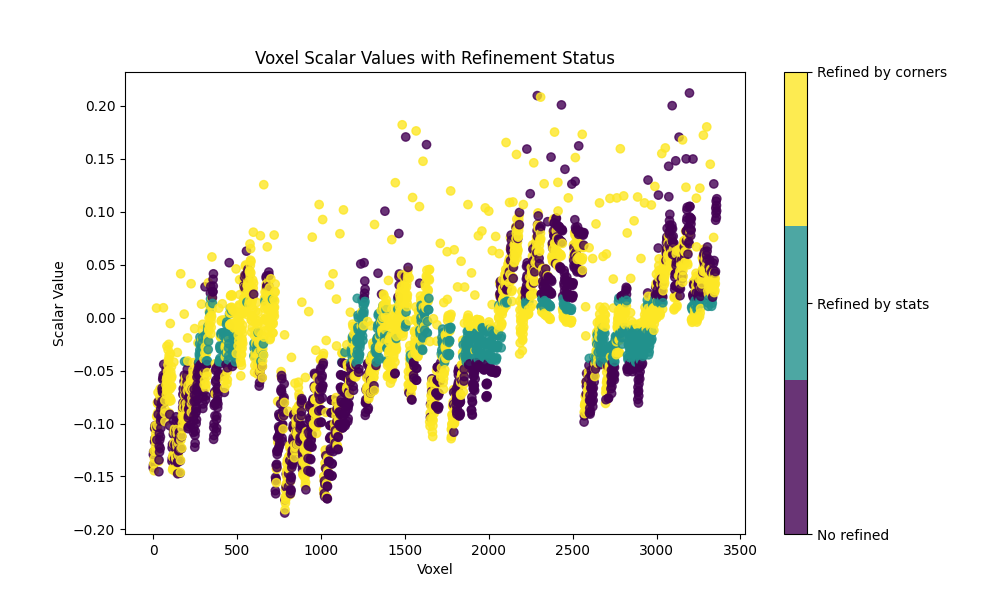 Voxel Scalar Values with Refinement Status
Scalar Value
0.20
0.15
0.10
0.05
0.00
−0.05
−0.10
−0.15
−0.20
0
500
1000
1500
2000
2500
3000
3500
Voxel
Refined by corners
Refined by stats
No refined